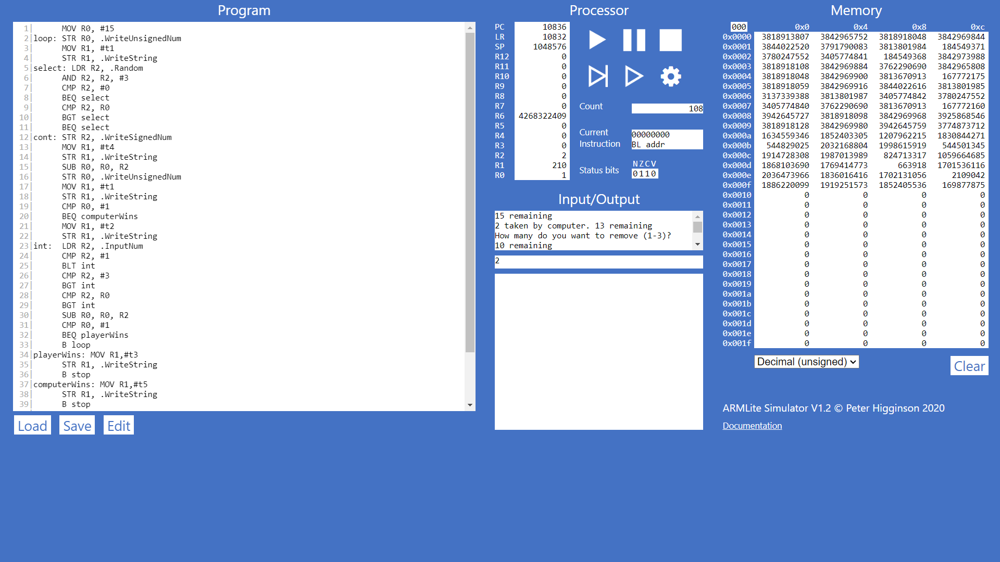 Program
1| MOV R0, #15
2|loop: STR R0, .WriteUnsignedNum
3| MOV R1, #t1
4| STR R1, .WriteString
5|select: LDR R2, .Random
6| AND R2, R2, #3
7| CMP R2, #0
8| BEQ select
9| CMP R2, R0
10| BGT select
11| BEQ select
12|cont: STR R2, .WriteSignedNum
13| MOV R1, #t4
14| STR R1, .WriteString
15| SUB R0, R0, R2
16| STR R0, .WriteUnsignedNum
17| MOV R1, #t1
18| STR R1, .WriteString
19| CMP R0, #1
20| BEQ computerWins
21| MOV R1, #t2
22| STR R1, .WriteString
23|int: LDR R2, .InputNum
24| CMP R2, #1
25| BLT int
26| CMP R2, #3
27| BGT int
28| CMP R2, R0
29| BGT int
30| SUB R0, R0, R2
31| CMP R0, #1
32| BEQ playerWins
33| B loop
34|playerWins: MOV R1,#t3
35| STR R1, .WriteString
36| B stop
37|computerWins: MOV R1,#t5
38| STR R1, .WriteString
39| B stop
Load Save Edit
Processor
PC 10836
LR 10832
SP 1048576
R12 0
R11 0
R10 0
R9 0
R8 0
R7 0
R6 4268322409
R5 0
R4 0
R3 0
R2 2
R1 210
R0 1
Count 108
Current Instruction
00000000
BL addr
Status bits
NZCV
0110
Input/Output
15 remaining
2 taken by computer. 13 remaining
How many do you want to remove (1-3)?
10 remaining
2
Memory
000 0x0 0x4 0x8 0xc
0x0000 3818913807 3842965752 3818918048 3842969844
0x0001 3844022520 3791790083 3813801984 184549371
0x0002 3780247552 3405774841 184549368 3842973988
0x0003 3818918108 3842969884 3762290690 3842965808
0x0004 3818918048 3842969900 3813670913 167772175
0x0005 3818918059 3842969916 3844022616 3813801985
0x0006 3137339388 3813801987 3405774842 3780247552
0x0007 3405774840 3762290690 3813670913 167772160
0x0008 3942645727 3818918098 3842969968 3925868546
0x0009 3818918128 3842969980 3942645759 3774873712
0x000a 1634559346 1852403305 1207962215 1830844271
0x000b 544829025 2032168804 1998615919 544501345
0x000c 1914728308 1987013989 824713317 1059664685
0x000d 1868103690 1769414773 663918 1701536116
0x000e 2036473966 1836016416 1702131056 2109042
0x000f 1886220099 1919251573 1852405536 169877875
0x0010 0 0 0 0
0x0011 0 0 0 0
0x0012 0 0 0 0
0x0013 0 0 0 0
0x0014 0 0 0 0
0x0015 0 0 0 0
0x0016 0 0 0 0
0x0017 0 0 0 0
0x0018 0 0 0 0
0x0019 0 0 0 0
0x001a 0 0 0 0
0x001b 0 0 0 0
0x001c 0 0 0 0
0x001d 0 0 0 0
0x001e 0 0 0 0
0x001f 0 0 0 0
Decimal (unsigned)
Clear
ARMLite Simulator V1.2 © Peter Higginson 2020
Documentation